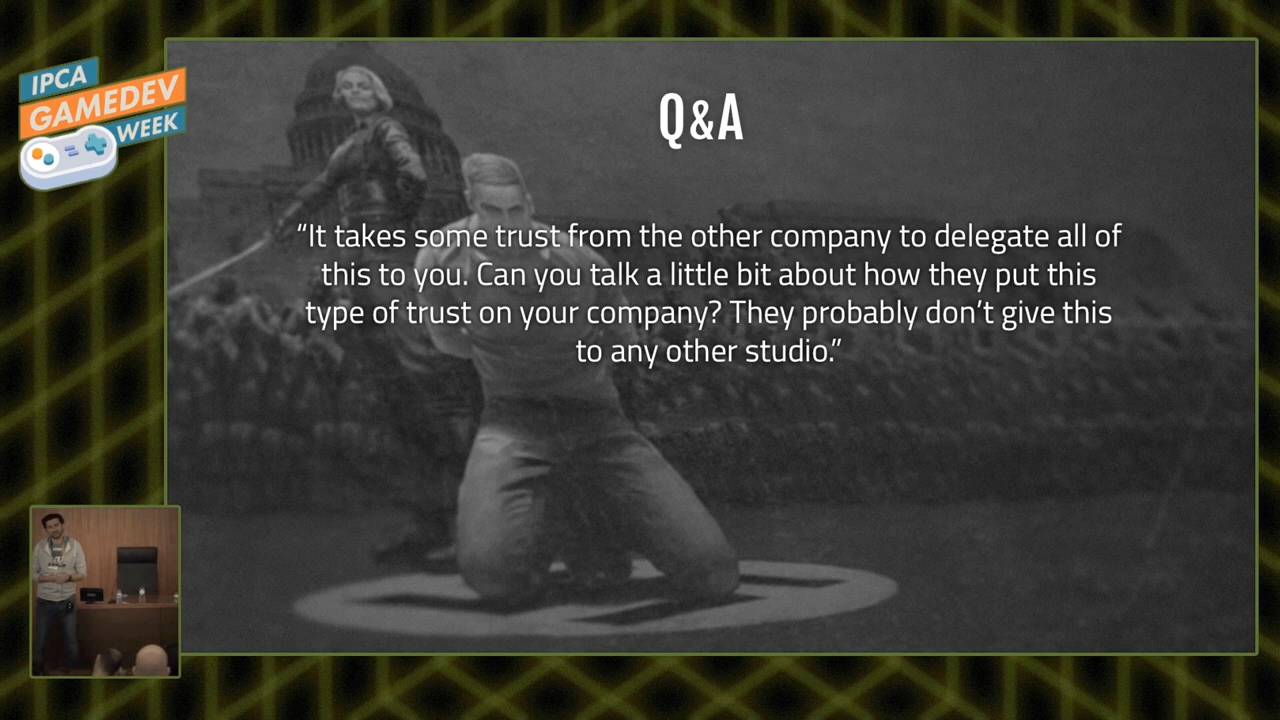 IPCA
GAMEDEV
WEEK
Q&A
“It takes some trust from the other company to delegate all of
this to you. Can you talk a little bit about how they put this
type of trust on your company? They probably don’t give this
to any other studio.”